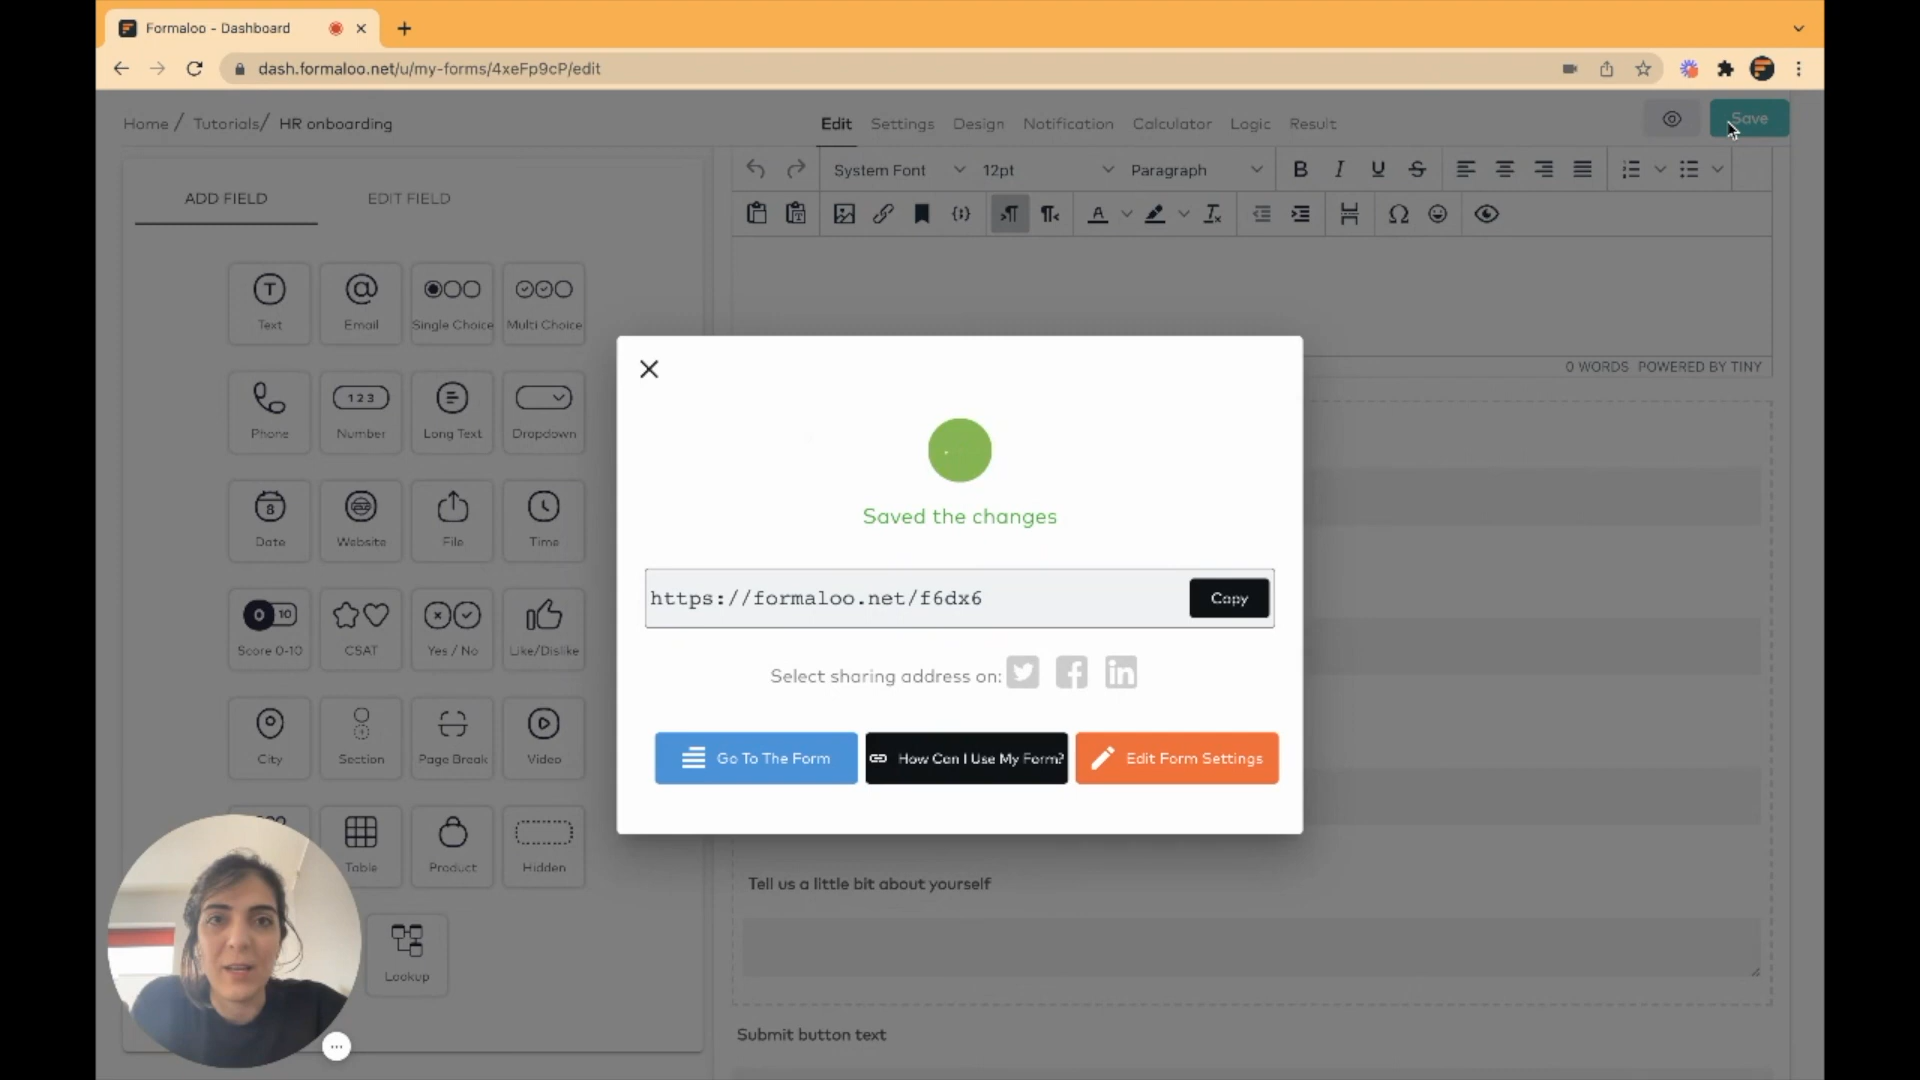 Formaloo - Dashboard
dash.formaloo.net/u/my-forms/4xeFp9cP/edit
Home / Tutorials/ HR onboarding
Edit Settings Design Notification Calculator Logic Result
Save
ADD FIELD EDIT FIELD
System Font 12pt Paragraph
Text Email Single Choice Multi Choice
0 WORDS POWERED BY TINY
Phone Number Long Text Dropdown
Date Website File Time
Score 0-10 CSAT Yes / No Like/Dislike
City Section Page Break Video
Table Product Hidden
Lookup
Saved the changes
https://formaloo.net/f6dx6
Copy
Select sharing address on:
Go To The Form
How Can I Use My Form?
Edit Form Settings
Tell us a little bit about yourself
Submit button text